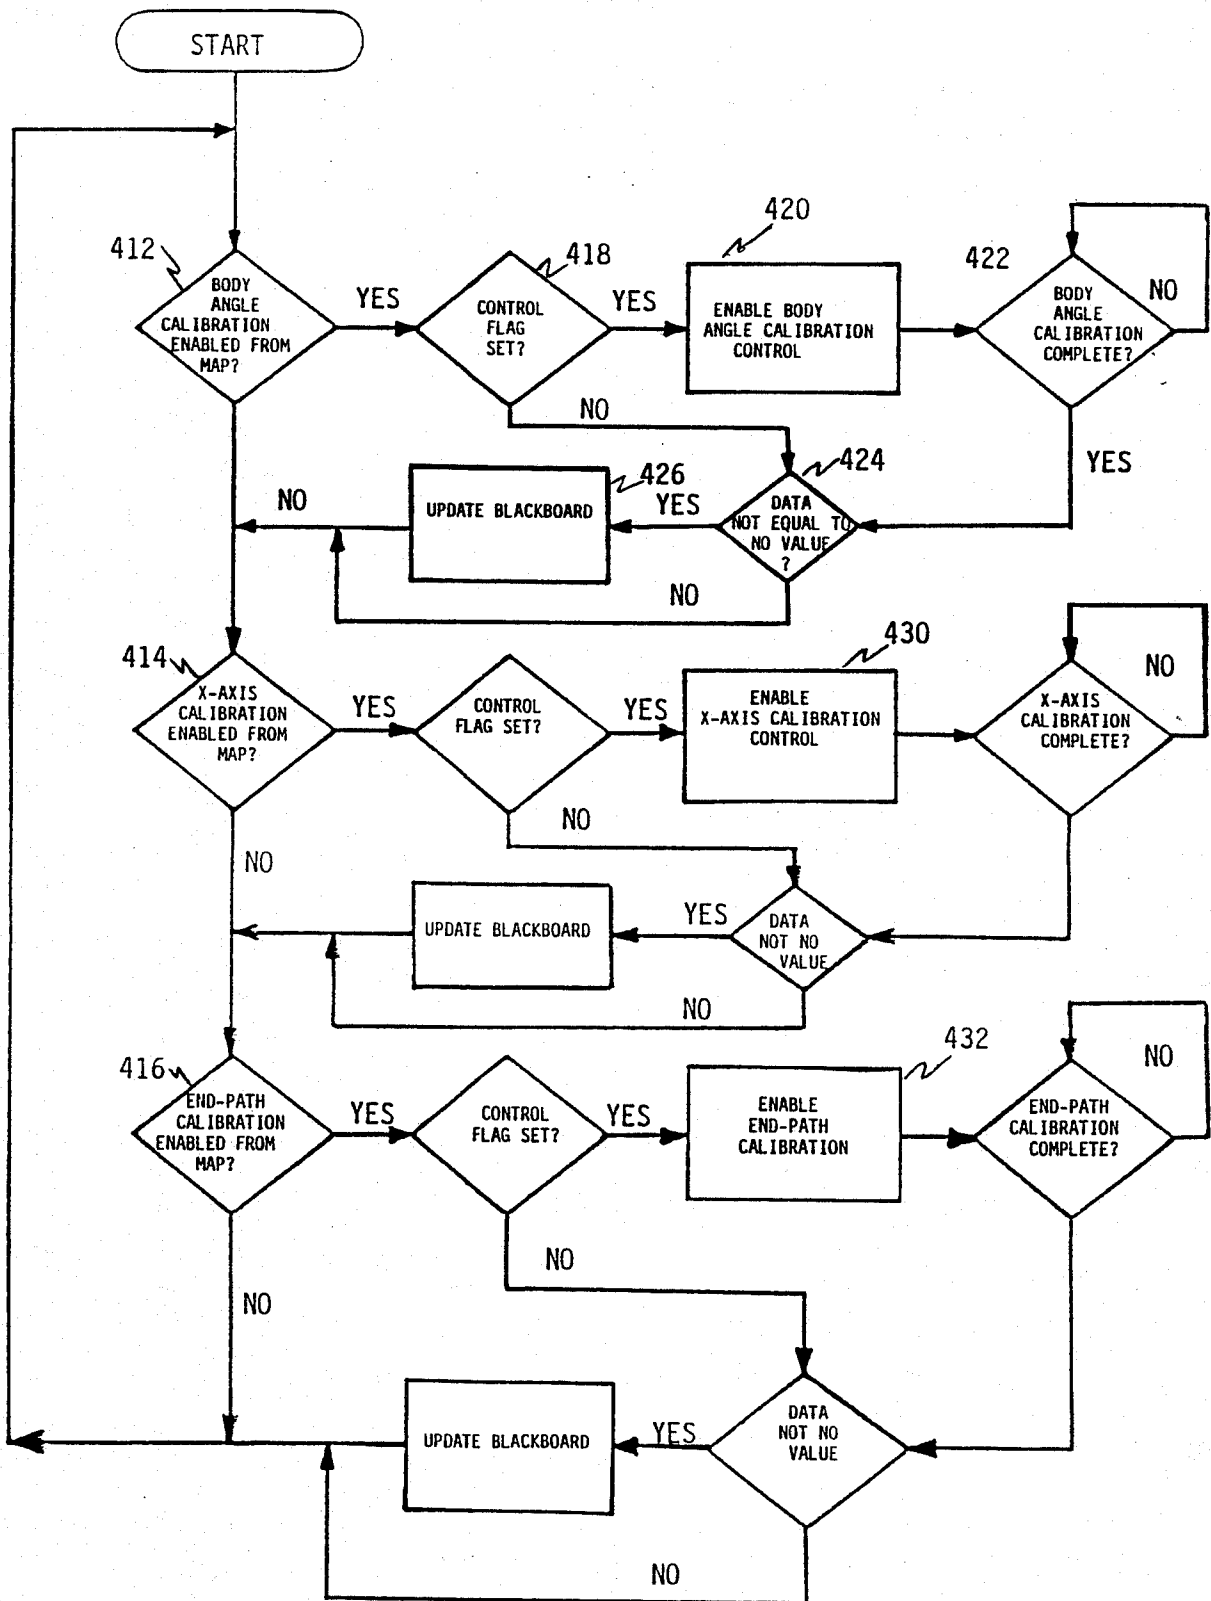 START
412
BODY
ANGLE
CALIBRATION
ENABLED FROM
MAP?
YES
418
CONTROL
FLAG
SET?
YES
420
ENABLE BODY
ANGLE CALIBRATION
CONTROL
422
BODY
ANGLE
CALIBRATION
COMPLETE?
NO
NO
YES
424
DATA
NOT EQUAL TO
NO VALUE
?
YES
426
UPDATE BLACKBOARD
NO
NO
414
X-AXIS
CALIBRATION
ENABLED FROM
MAP?
YES
CONTROL
FLAG SET?
YES
430
ENABLE
X-AXIS CALIBRATION
CONTROL
X-AXIS
CALIBRATION
COMPLETE?
NO
NO
NO
DATA
NOT NO
VALUE
YES
UPDATE BLACKBOARD
NO
416
END-PATH
CALIBRATION
ENABLED FROM
MAP?
YES
CONTROL
FLAG SET?
YES
432
ENABLE
END-PATH
CALIBRATION
END-PATH
CALIBRATION
COMPLETE?
NO
NO
NO
DATA
NOT NO
VALUE
YES
UPDATE BLACKBOARD
NO